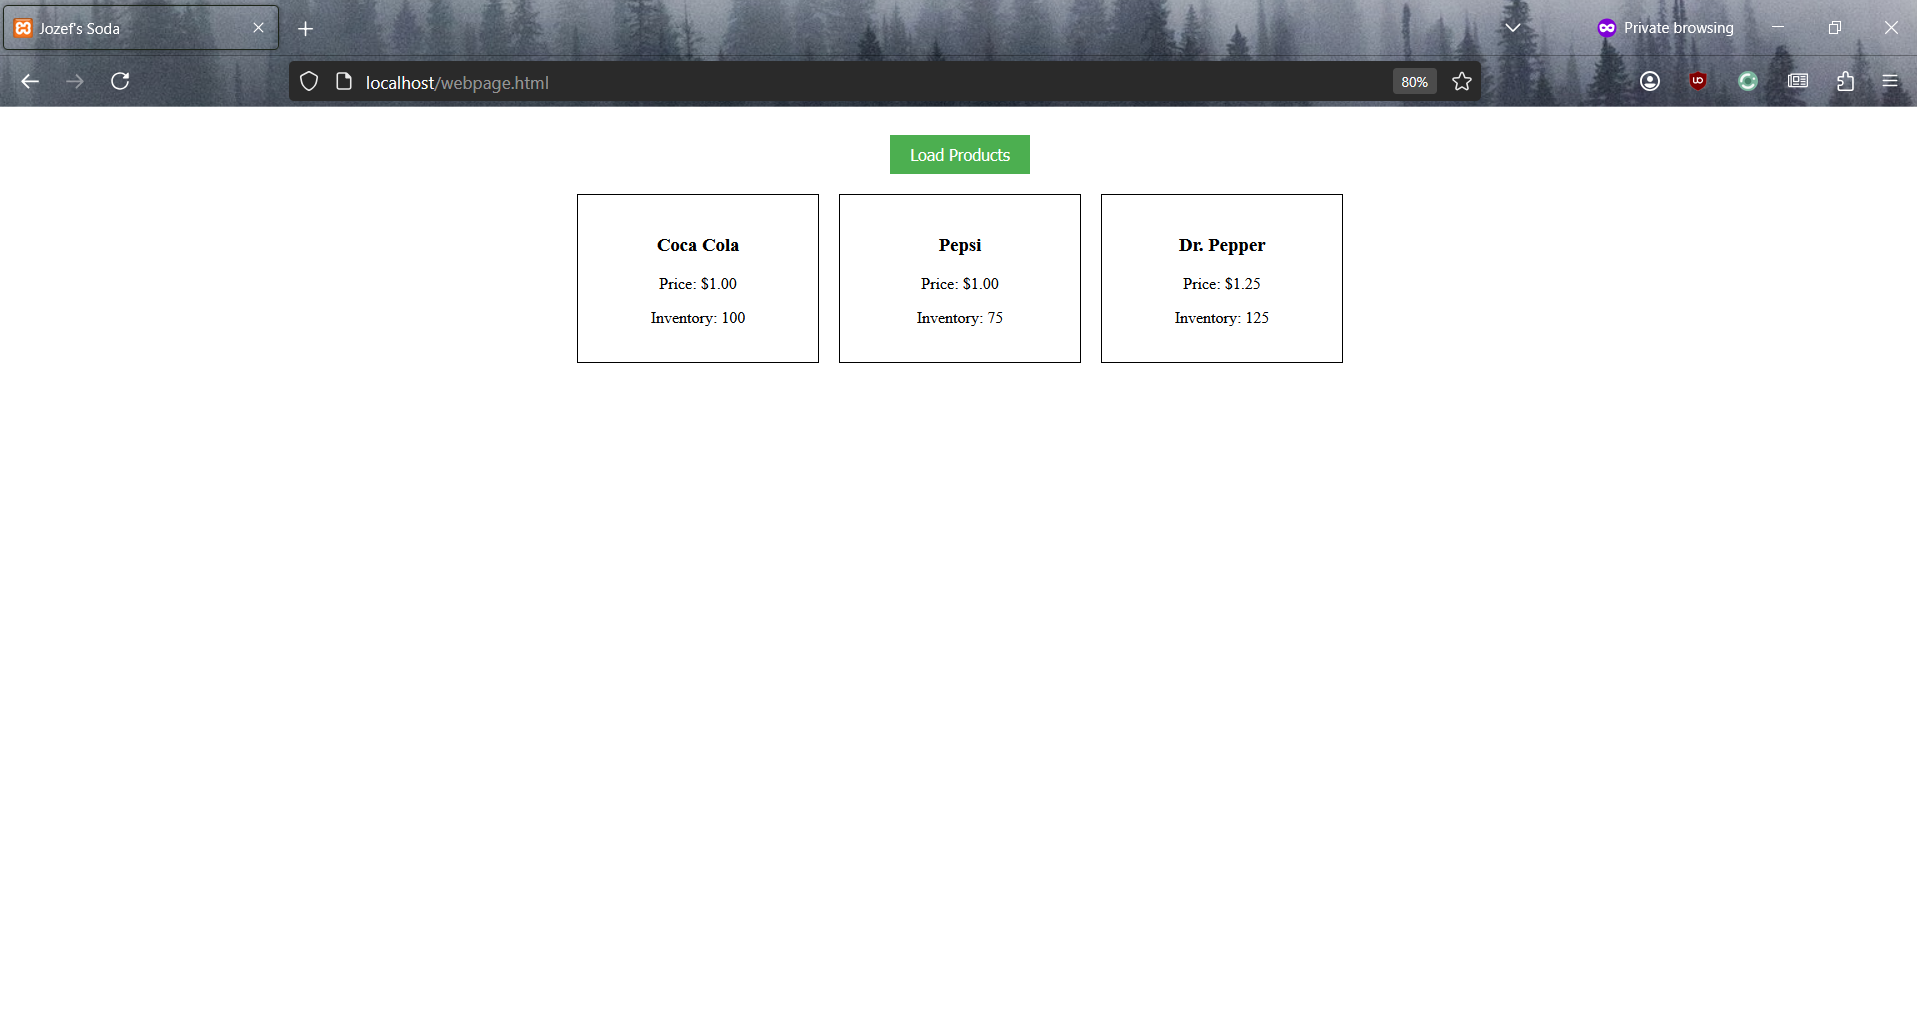 Jozef's Soda
Private browsing
localhost/webpage.html
80%
Load Products
Coca Cola
Price: $1.00
Inventory: 100
Pepsi
Price: $1.00
Inventory: 75
Dr. Pepper
Price: $1.25
Inventory: 125